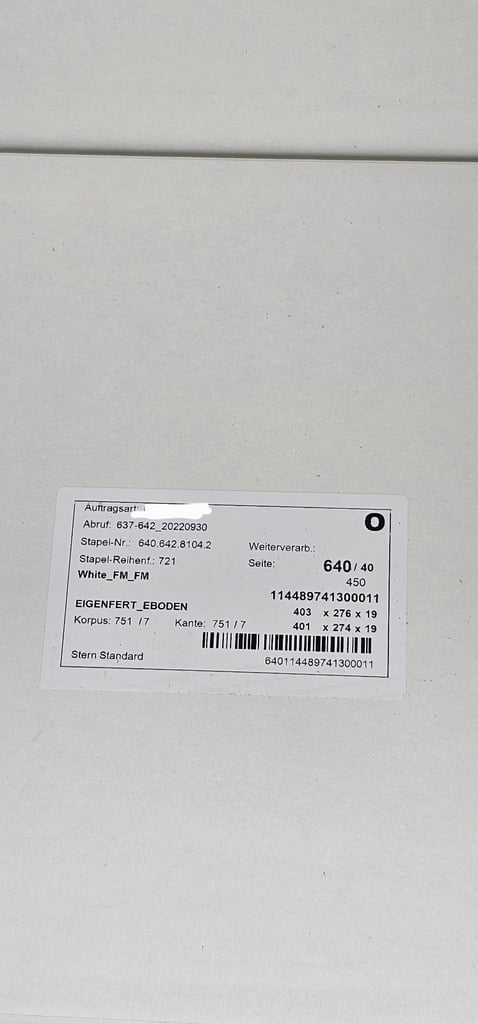 Auftragsart:
O
Abruf: 637-642_20220930
Stapel-Nr.: 640.642.8104.2
Weiterverarb.:
Stapel-Reihenf.: 721
Seite: 640 / 40
White_FM_FM
450
114489741300011
EIGENFERT_EBODEN
403 x 276 x 19
Korpus: 751 / 7 Kante: 751 / 7
401 x 274 x 19
Stern Standard
640114489741300011